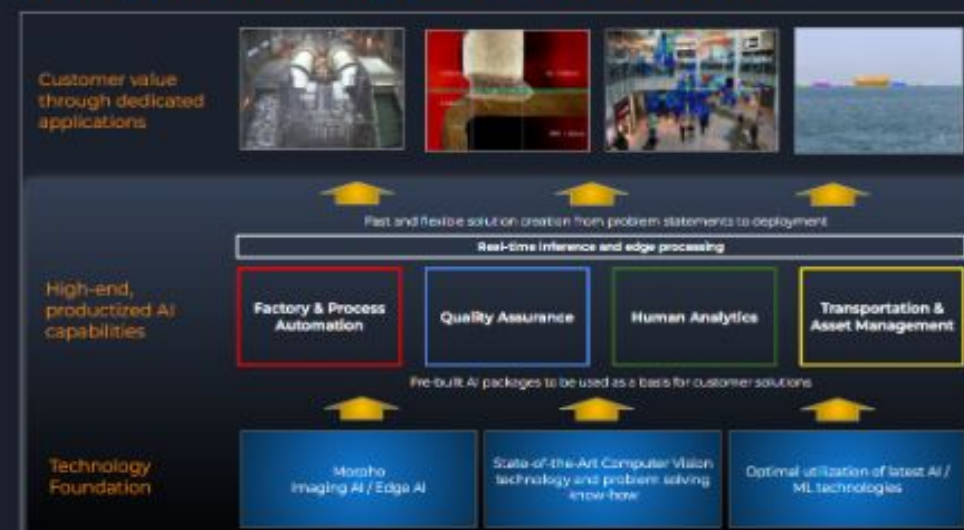 Customer value
through dedicated
applications
Fast and flexible solution creation from problem statements to deployment
Real-time inference and edge processing
High-end,
productized AI
capabilities
Factory & Process
Automation
Quality Assurance
Human Analytics
Transportation &
Asset Management
Pre-built AI packages to be used as a basis for customer solutions
Technology
Foundation
Morpho
Imaging AI / Edge AI
State-of-the-Art Computer Vision
technology and problem solving
know-how
Optimal utilization of latest AI /
ML technologies